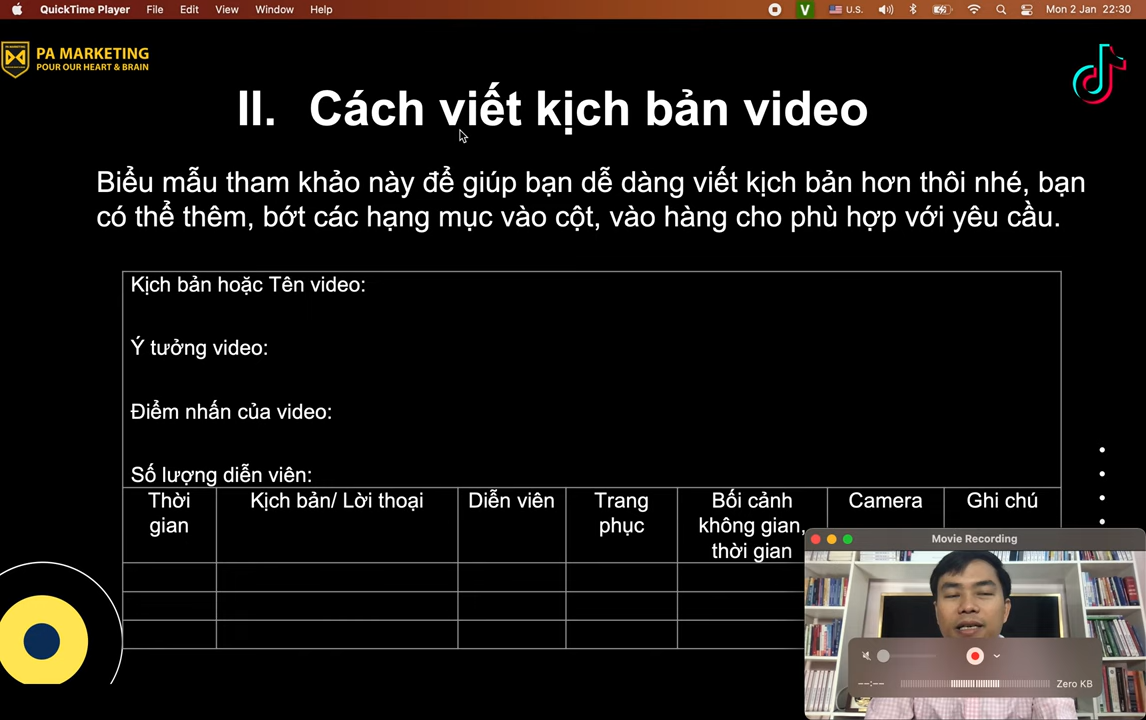 QuickTime Player File Edit View Window Help V U.S. Mon 2 Jan 22:30
PA MARKETING
POUR OUR HEART & BRAIN
II. Cách viết kịch bản video
Biểu mẫu tham khảo này để giúp bạn dễ dàng viết kịch bản hơn thôi nhé, bạn
có thể thêm, bớt các hạng mục vào cột, vào hàng cho phù hợp với yêu cầu.
Kịch bản hoặc Tên video:
Ý tưởng video:
Điểm nhấn của video:
Số lượng diễn viên:
Thời gian
Kịch bản/ Lời thoại
Diễn viên
Trang phục
Bối cảnh không gian, thời gian
Camera
Ghi chú
Movie Recording
--:-- Zero KB